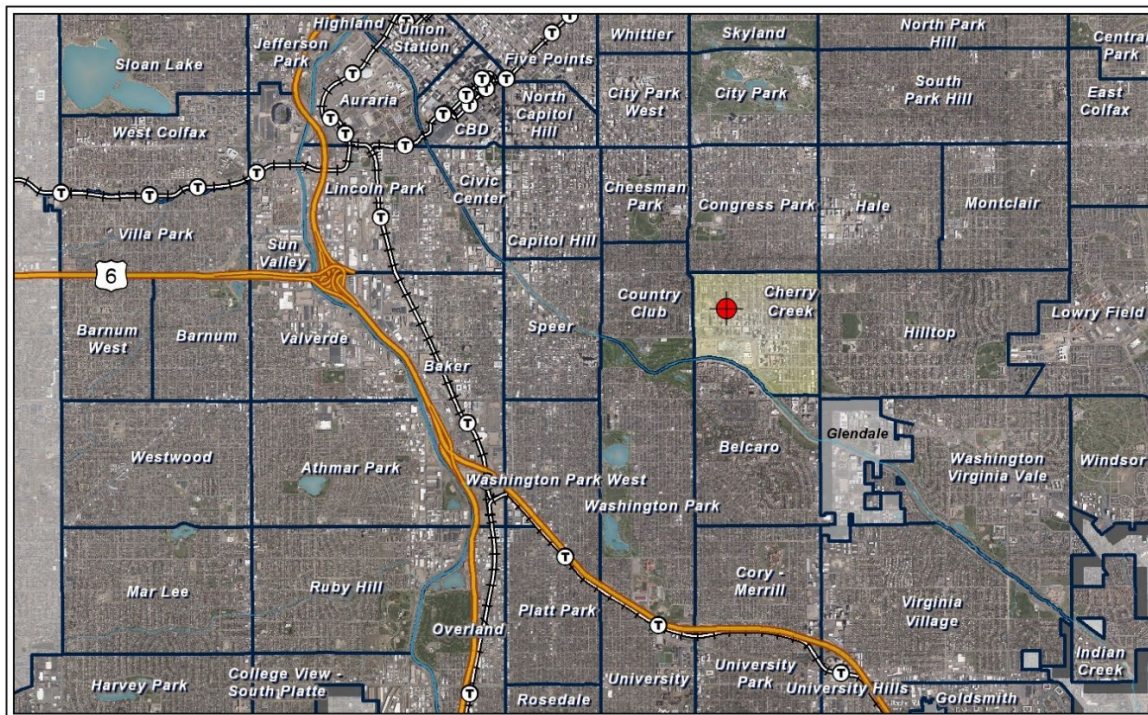 Highland
Union
Station
Jefferson
Park
Whittier
Skyland
North Park
Hill
Central
Park
Sloan Lake
Five Points
Auraria
North
Capitol
Hill
City Park
West
City Park
South
Park Hill
East
Colfax
West Colfax
CBD
T
T
T
T
T
T
T
T
T
T
T
T
T
T
Lincoln Park
Civic
Center
Cheesman
Park
Congress Park
Hale
Montclair
T
Villa Park
Sun
Valley
Capitol Hill
6
Country
Club
Cherry
Creek
Lowry Field
Barnum
West
Barnum
Valverde
Speer
Hilltop
Baker
T
Westwood
Athmar Park
Washington Park West
Washington Park
Belcaro
Glendale
Washington
Virginia Vale
Windsor
T
Mar Lee
Ruby Hill
Platt Park
Cory -
Merrill
Virginia
Village
Overland
T
Harvey Park
College View -
South Platte
T
Rosedale
University
University
Park
T
University Hills
Goldsmith
Indian
Creek